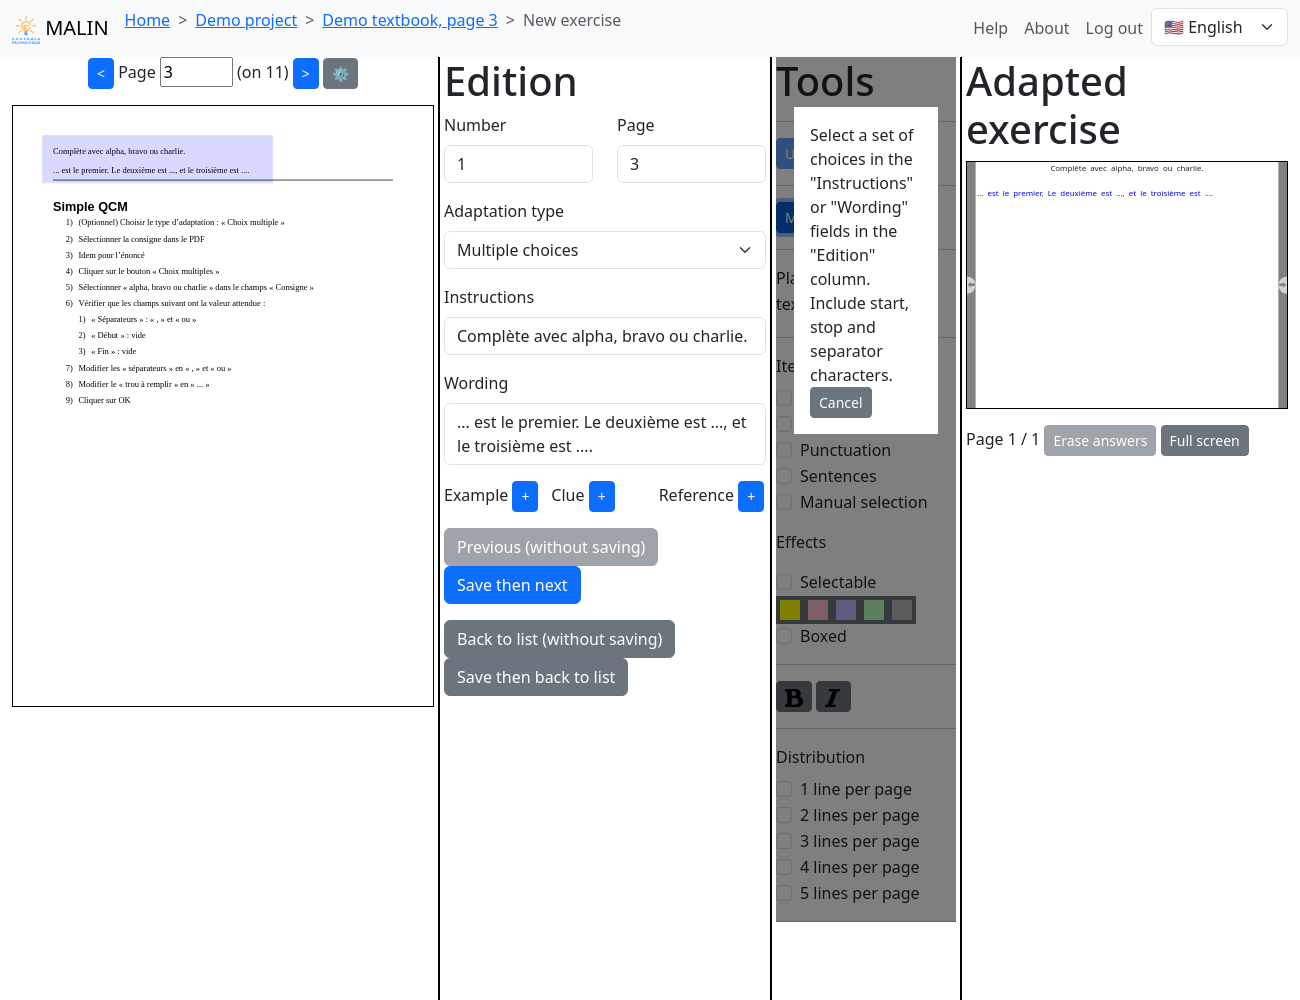 MALIN
Home > Demo project > Demo textbook, page 3 > New exercise
Help About Log out 🇺🇸 English
< Page 3 (on 11) > ⚙️
Complète avec alpha, bravo ou charlie.
... est le premier. Le deuxième est ..., et le troisième est ....
Simple QCM
1) (Optionnel) Choisir le type d’adaptation : « Choix multiple »
2) Sélectionner la consigne dans le PDF
3) Idem pour l’énoncé
4) Cliquer sur le bouton « Choix multiples »
5) Sélectionner « alpha, bravo ou charlie » dans le champs « Consigne »
6) Vérifier que les champs suivant ont la valeur attendue :
1) « Séparateurs » : « , » et « ou »
2) « Début » : vide
3) « Fin » : vide
7) Modifier les « séparateurs » en « , » et « ou »
8) Modifier le « trou à remplir » en « ... »
9) Cliquer sur OK
Edition
Number Page
1 3
Adaptation type
Multiple choices
Instructions
Complète avec alpha, bravo ou charlie.
Wording
... est le premier. Le deuxième est ..., et
le troisième est ....
Example + Clue + Reference +
Previous (without saving)
Save then next
Back to list (without saving)
Save then back to list
Tools
U
M
Pla
tex
Ite
Select a set of
choices in the
"Instructions"
or "Wording"
fields in the
"Edition"
column.
Include start,
stop and
separator
characters.
Cancel
Punctuation
Sentences
Manual selection
Effects
Selectable
Boxed
B I
Distribution
1 line per page
2 lines per page
3 lines per page
4 lines per page
5 lines per page
Adapted
exercise
Complète avec alpha, bravo ou charlie.
... est le premier. Le deuxième est ..., et le troisième est ....
Page 1 / 1 Erase answers Full screen